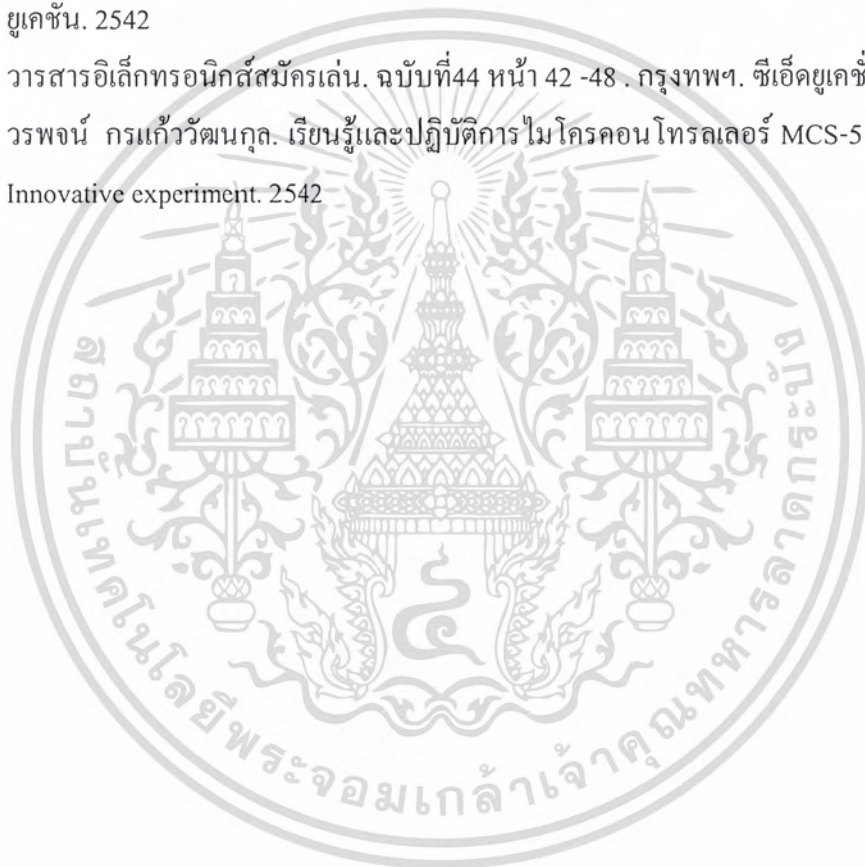 ยูเคชั่น. 2542
วารสารอิเล็กทรอนิกส์สมัครเล่น. ฉบับที่44 หน้า 42 -48 . กรุงทพฯ. ซีเอ็ดยูเคชั่
วรพจน์ กรแก้ววัฒนกุล. เรียนรู้และปฏิบัติการไมโครคอนโทรลเลอร์ MCS-5
Innovative experiment. 2542
สถาบันเทคโนโลยีพระจอมเกล้าเจ้าคุณทหารลาดกระบัง
๔